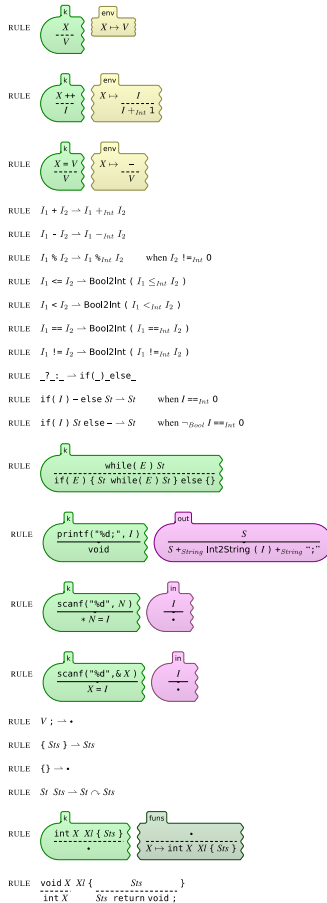 k env
RULE X X ↦ V
V
k env
RULE X ++ X ↦ I
I I +Int 1
k env
RULE X = V X ↦ –
V V
RULE I1 + I2 ⇀ I1 +Int I2
RULE I1 - I2 ⇀ I1 −Int I2
RULE I1 % I2 ⇀ I1 %Int I2 when I2 !=Int 0
RULE I1 <= I2 ⇀ Bool2Int ( I1 ≤Int I2 )
RULE I1 < I2 ⇀ Bool2Int ( I1 <Int I2 )
RULE I1 == I2 ⇀ Bool2Int ( I1 ==Int I2 )
RULE I1 != I2 ⇀ Bool2Int ( I1 !=Int I2 )
RULE _?_:_ ⇀ if(_)_else_
RULE if( I ) – else St ⇀ St when I ==Int 0
RULE if( I ) St else – ⇀ St when ¬Bool I ==Int 0
k
RULE while( E ) St
if( E ) { St while( E ) St } else {}
k out
RULE printf("%d;", I ) S
void S +String Int2String ( I ) +String ";"
k in
RULE scanf("%d", N ) I
* N = I •
k in
RULE scanf("%d",& X ) I
X = I •
RULE V ; ⇀ •
RULE { Sts } ⇀ Sts
RULE {} ⇀ •
RULE St Sts ⇀ St ↷ Sts
k funs
RULE int X Xl { Sts } •
• X ↦ int X Xl { Sts }
RULE void X Xl { Sts }
int X Sts return void ;